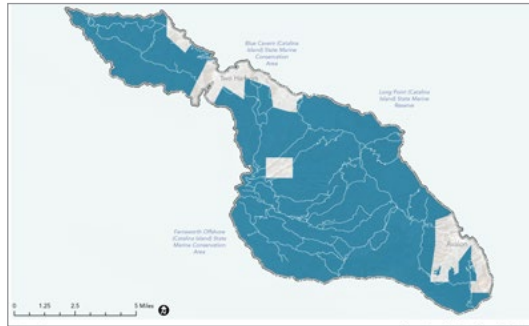 Blue Cavern (Catalina
Island) State Marine
Conservation
Area
Two Harbors
Long Point (Catalina
Island) State Marine
Reserve
Farnsworth Offshore
(Catalina Island) State
Marine Conservation
Area
Avalon
0 1.25 2.5 5 Miles